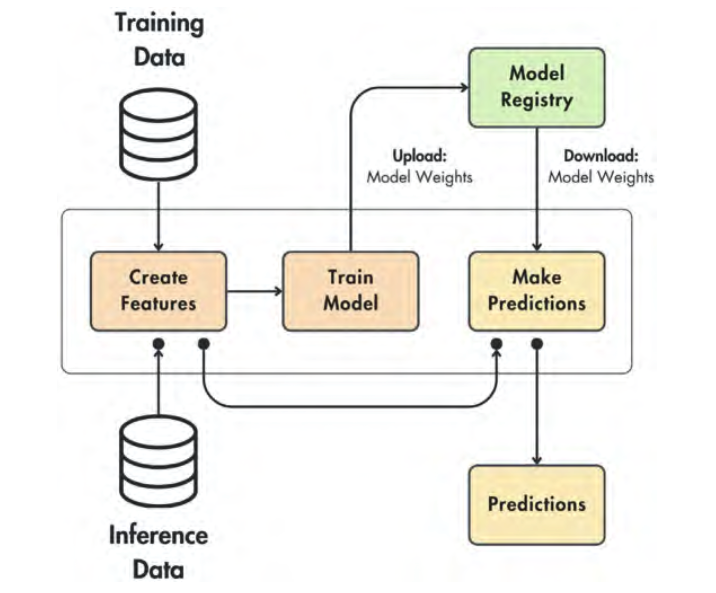 Training
Data
Model
Registry
Upload:
Model Weights
Download:
Model Weights
Create
Features
Train
Model
Make
Predictions
Predictions
Inference
Data